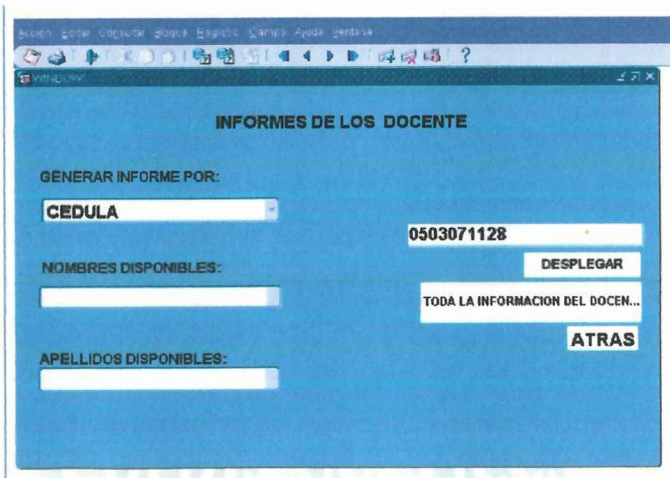 Acción Editar Consultar Bloque Registro Campo Ayuda Ventana
WINDOW
INFORMES DE LOS DOCENTE
GENERAR INFORME POR:
CEDULA
0503071128
NOMBRES DISPONIBLES:
DESPLEGAR
TODA LA INFORMACION DEL DOCEN...
ATRAS
APELLIDOS DISPONIBLES: